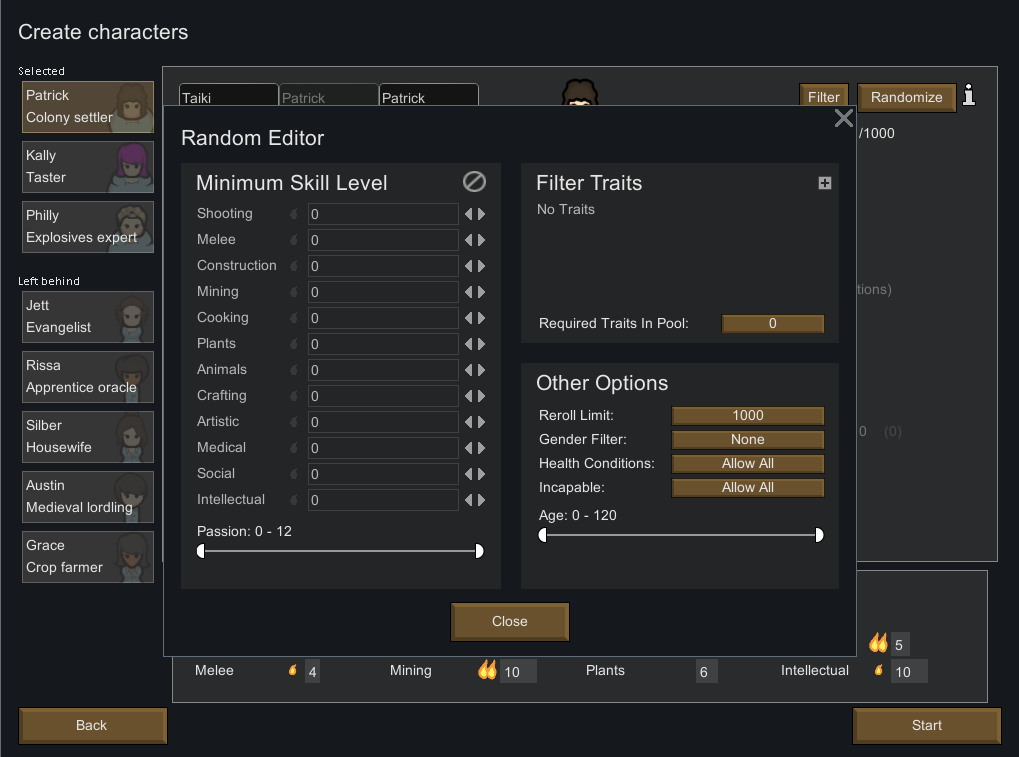 Create characters
Selected
Patrick
Colony settler
Kally
Taster
Philly
Explosives expert
Left behind
Jett
Evangelist
Rissa
Apprentice oracle
Silber
Housewife
Austin
Medieval lordling
Grace
Crop farmer
Taiki
Patrick
Patrick
Filter
Randomize
/1000
Random Editor
Minimum Skill Level
Shooting 0
Melee 0
Construction 0
Mining 0
Cooking 0
Plants 0
Animals 0
Crafting 0
Artistic 0
Medical 0
Social 0
Intellectual 0
Passion: 0 - 12
Filter Traits
No Traits
Required Traits In Pool: 0
Other Options
Reroll Limit: 1000
Gender Filter: None
Health Conditions: Allow All
Incapable: Allow All
Age: 0 - 120
tions)
0 (0)
Close
5
Melee 4 Mining 10 Plants 6 Intellectual 10
Back
Start